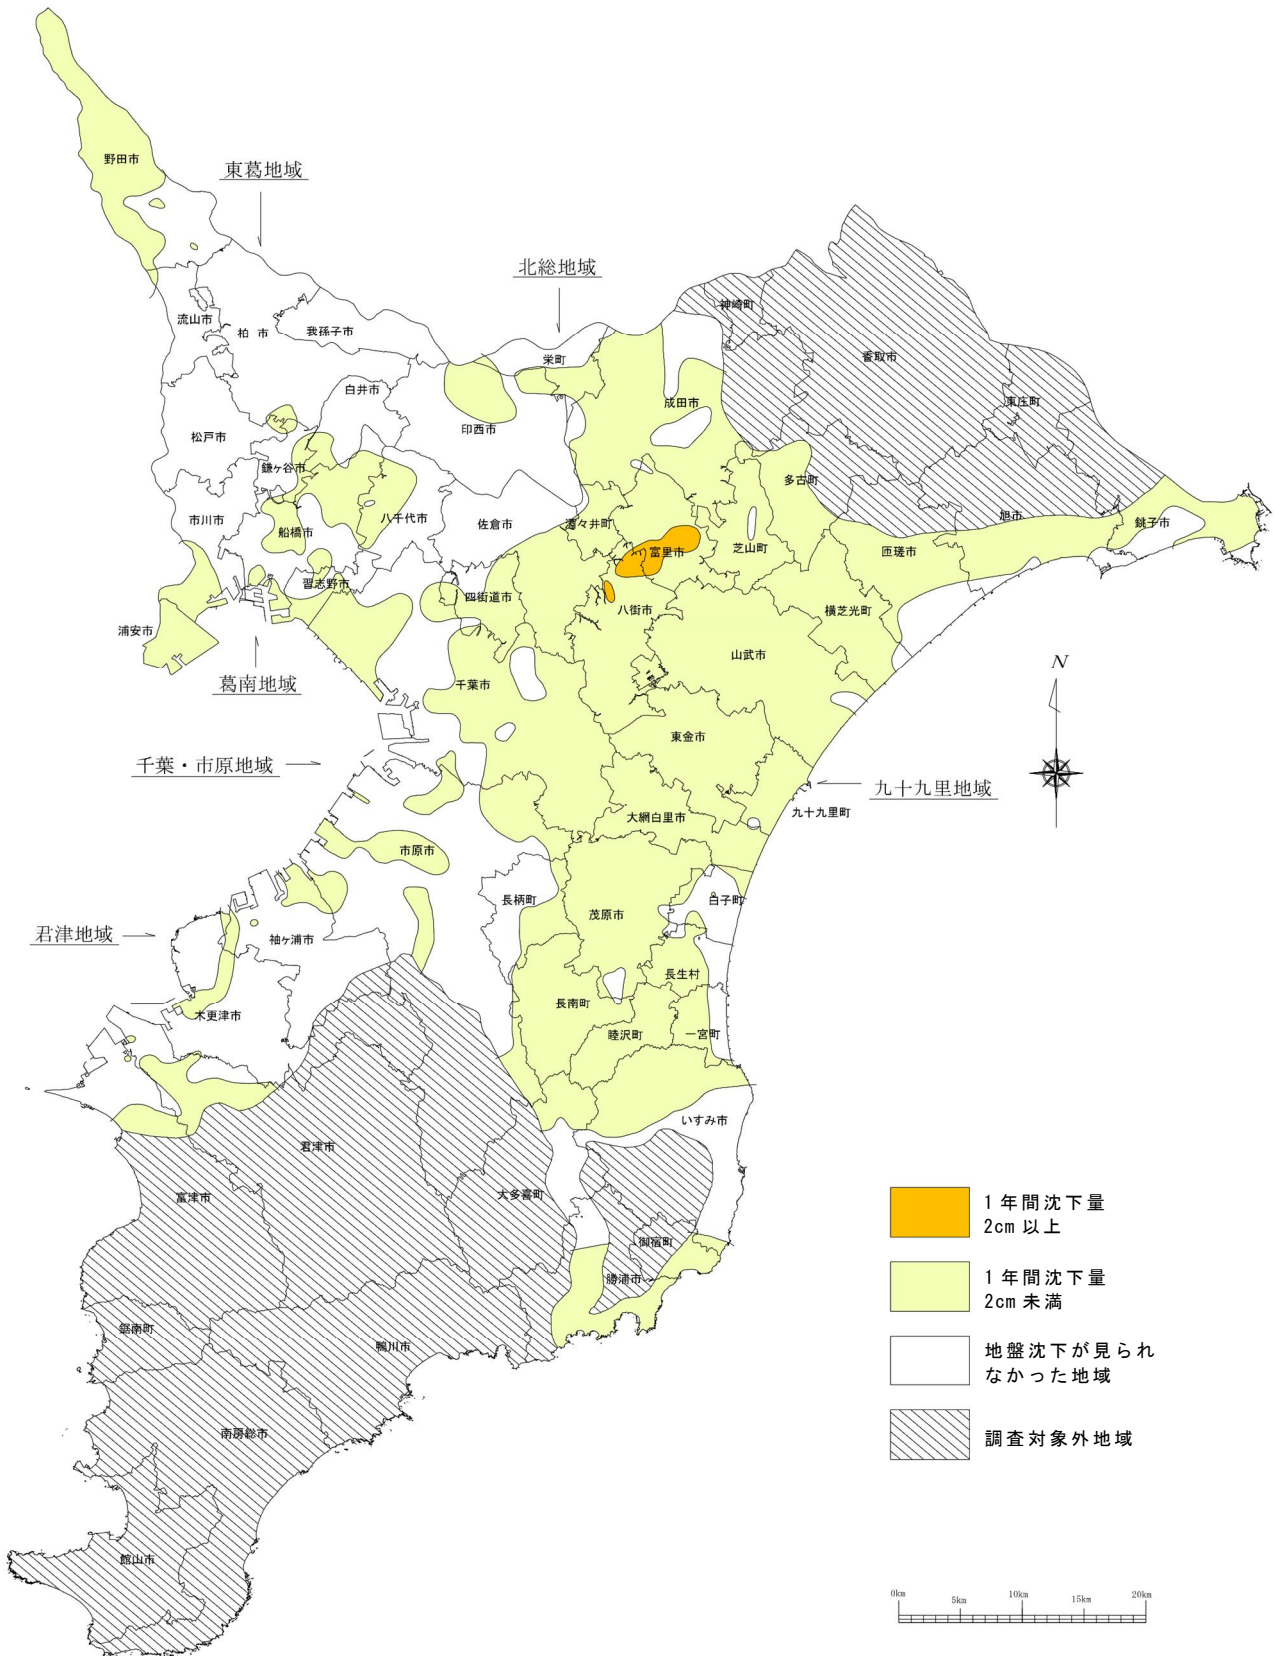 野田市
東葛地域
北総地域
神崎町
流山市
柏 市
我孫子市
栄町
香取市
白井市
成田市
東庄町
松戸市
印西市
鎌ヶ谷市
多古町
市川市
船橋市
八千代市
佐倉市
酒々井町
旭市
銚子市
富里市
芝山町
匝瑳市
習志野市
四街道市
八街市
横芝光町
浦安市
山武市
N
葛南地域
千葉市
東金市
千葉・市原地域
九十九里地域
九十九里町
大網白里市
市原市
長柄町
白子町
茂原市
君津地域
袖ヶ浦市
長生村
長南町
木更津市
睦沢町
一宮町
いすみ市
君津市
富津市
大多喜町
1年間沈下量
2cm以上
御宿町
勝浦市
1年間沈下量
2cm未満
鋸南町
鴨川市
地盤沈下が見られ
なかった地域
南房総市
調査対象外地域
館山市
0km
5km
10km
15km
20km